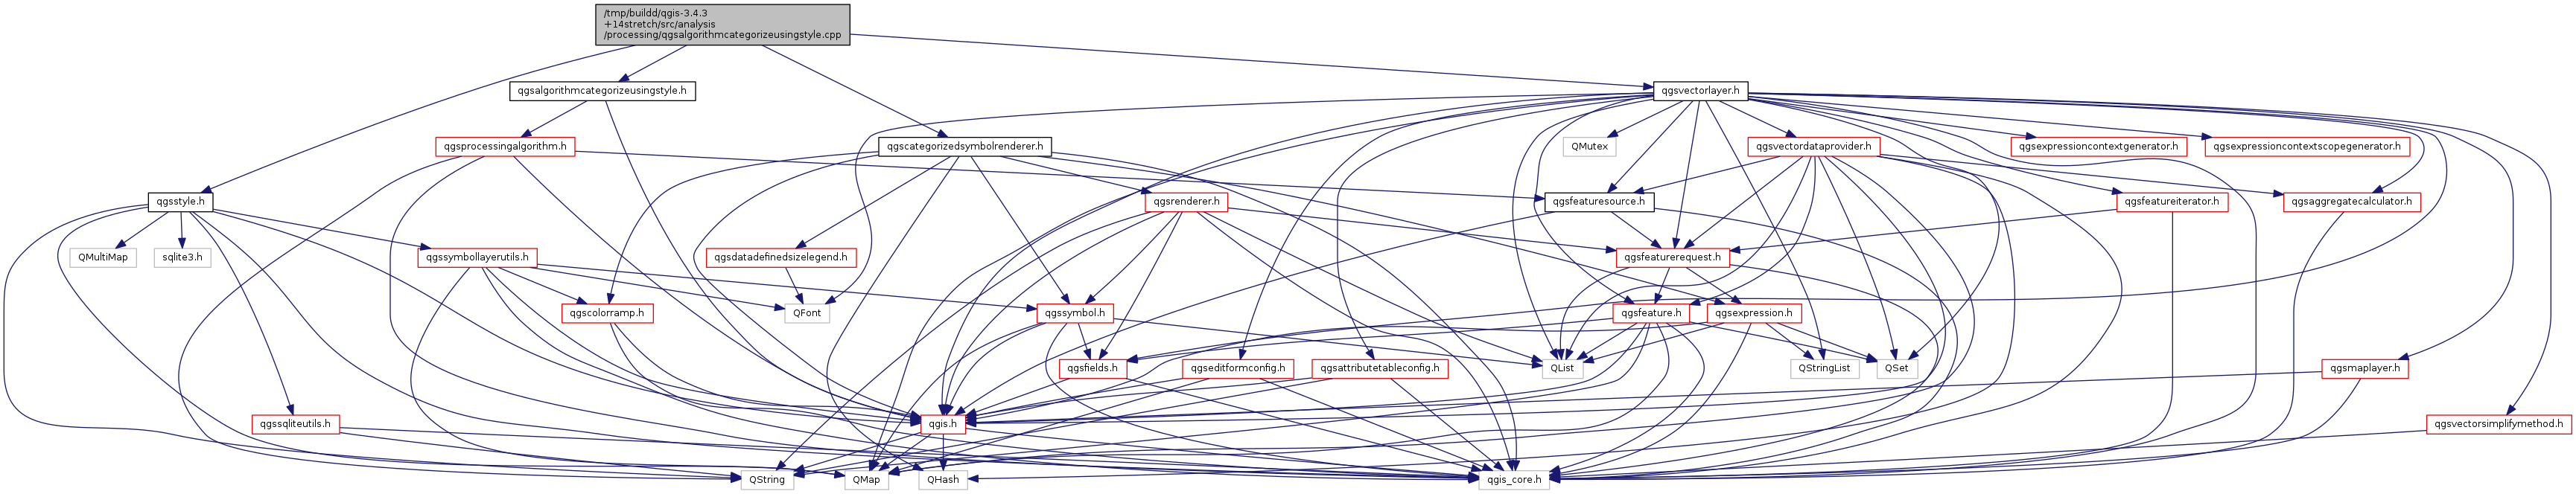 /tmp/buildd/qgis-3.4.3
+14stretch/src/analysis
/processing/qgsalgorithmcategorizeusingstyle.cpp
qgsalgorithmcategorizeusingstyle.h
qgsvectorlayer.h
qgsprocessingalgorithm.h
qgscategorizedsymbolrenderer.h
QMutex
qgsvectordataprovider.h
qgsexpressioncontextgenerator.h
qgsexpressioncontextscopegenerator.h
qgsstyle.h
qgsrenderer.h
qgsfeaturesource.h
qgsfeatureiterator.h
qgsaggregatecalculator.h
QMultiMap
sqlite3.h
qgssymbollayerutils.h
qgsdatadefinedsizelegend.h
qgsfeaturerequest.h
qgscolorramp.h
QFont
qgssymbol.h
qgsfeature.h
qgsexpression.h
qgsfields.h
qgseditformconfig.h
qgsattributetableconfig.h
QList
QStringList
QSet
qgsmaplayer.h
qgssqliteutils.h
qgis.h
qgsvectorsimplifymethod.h
QString
QMap
QHash
qgis_core.h